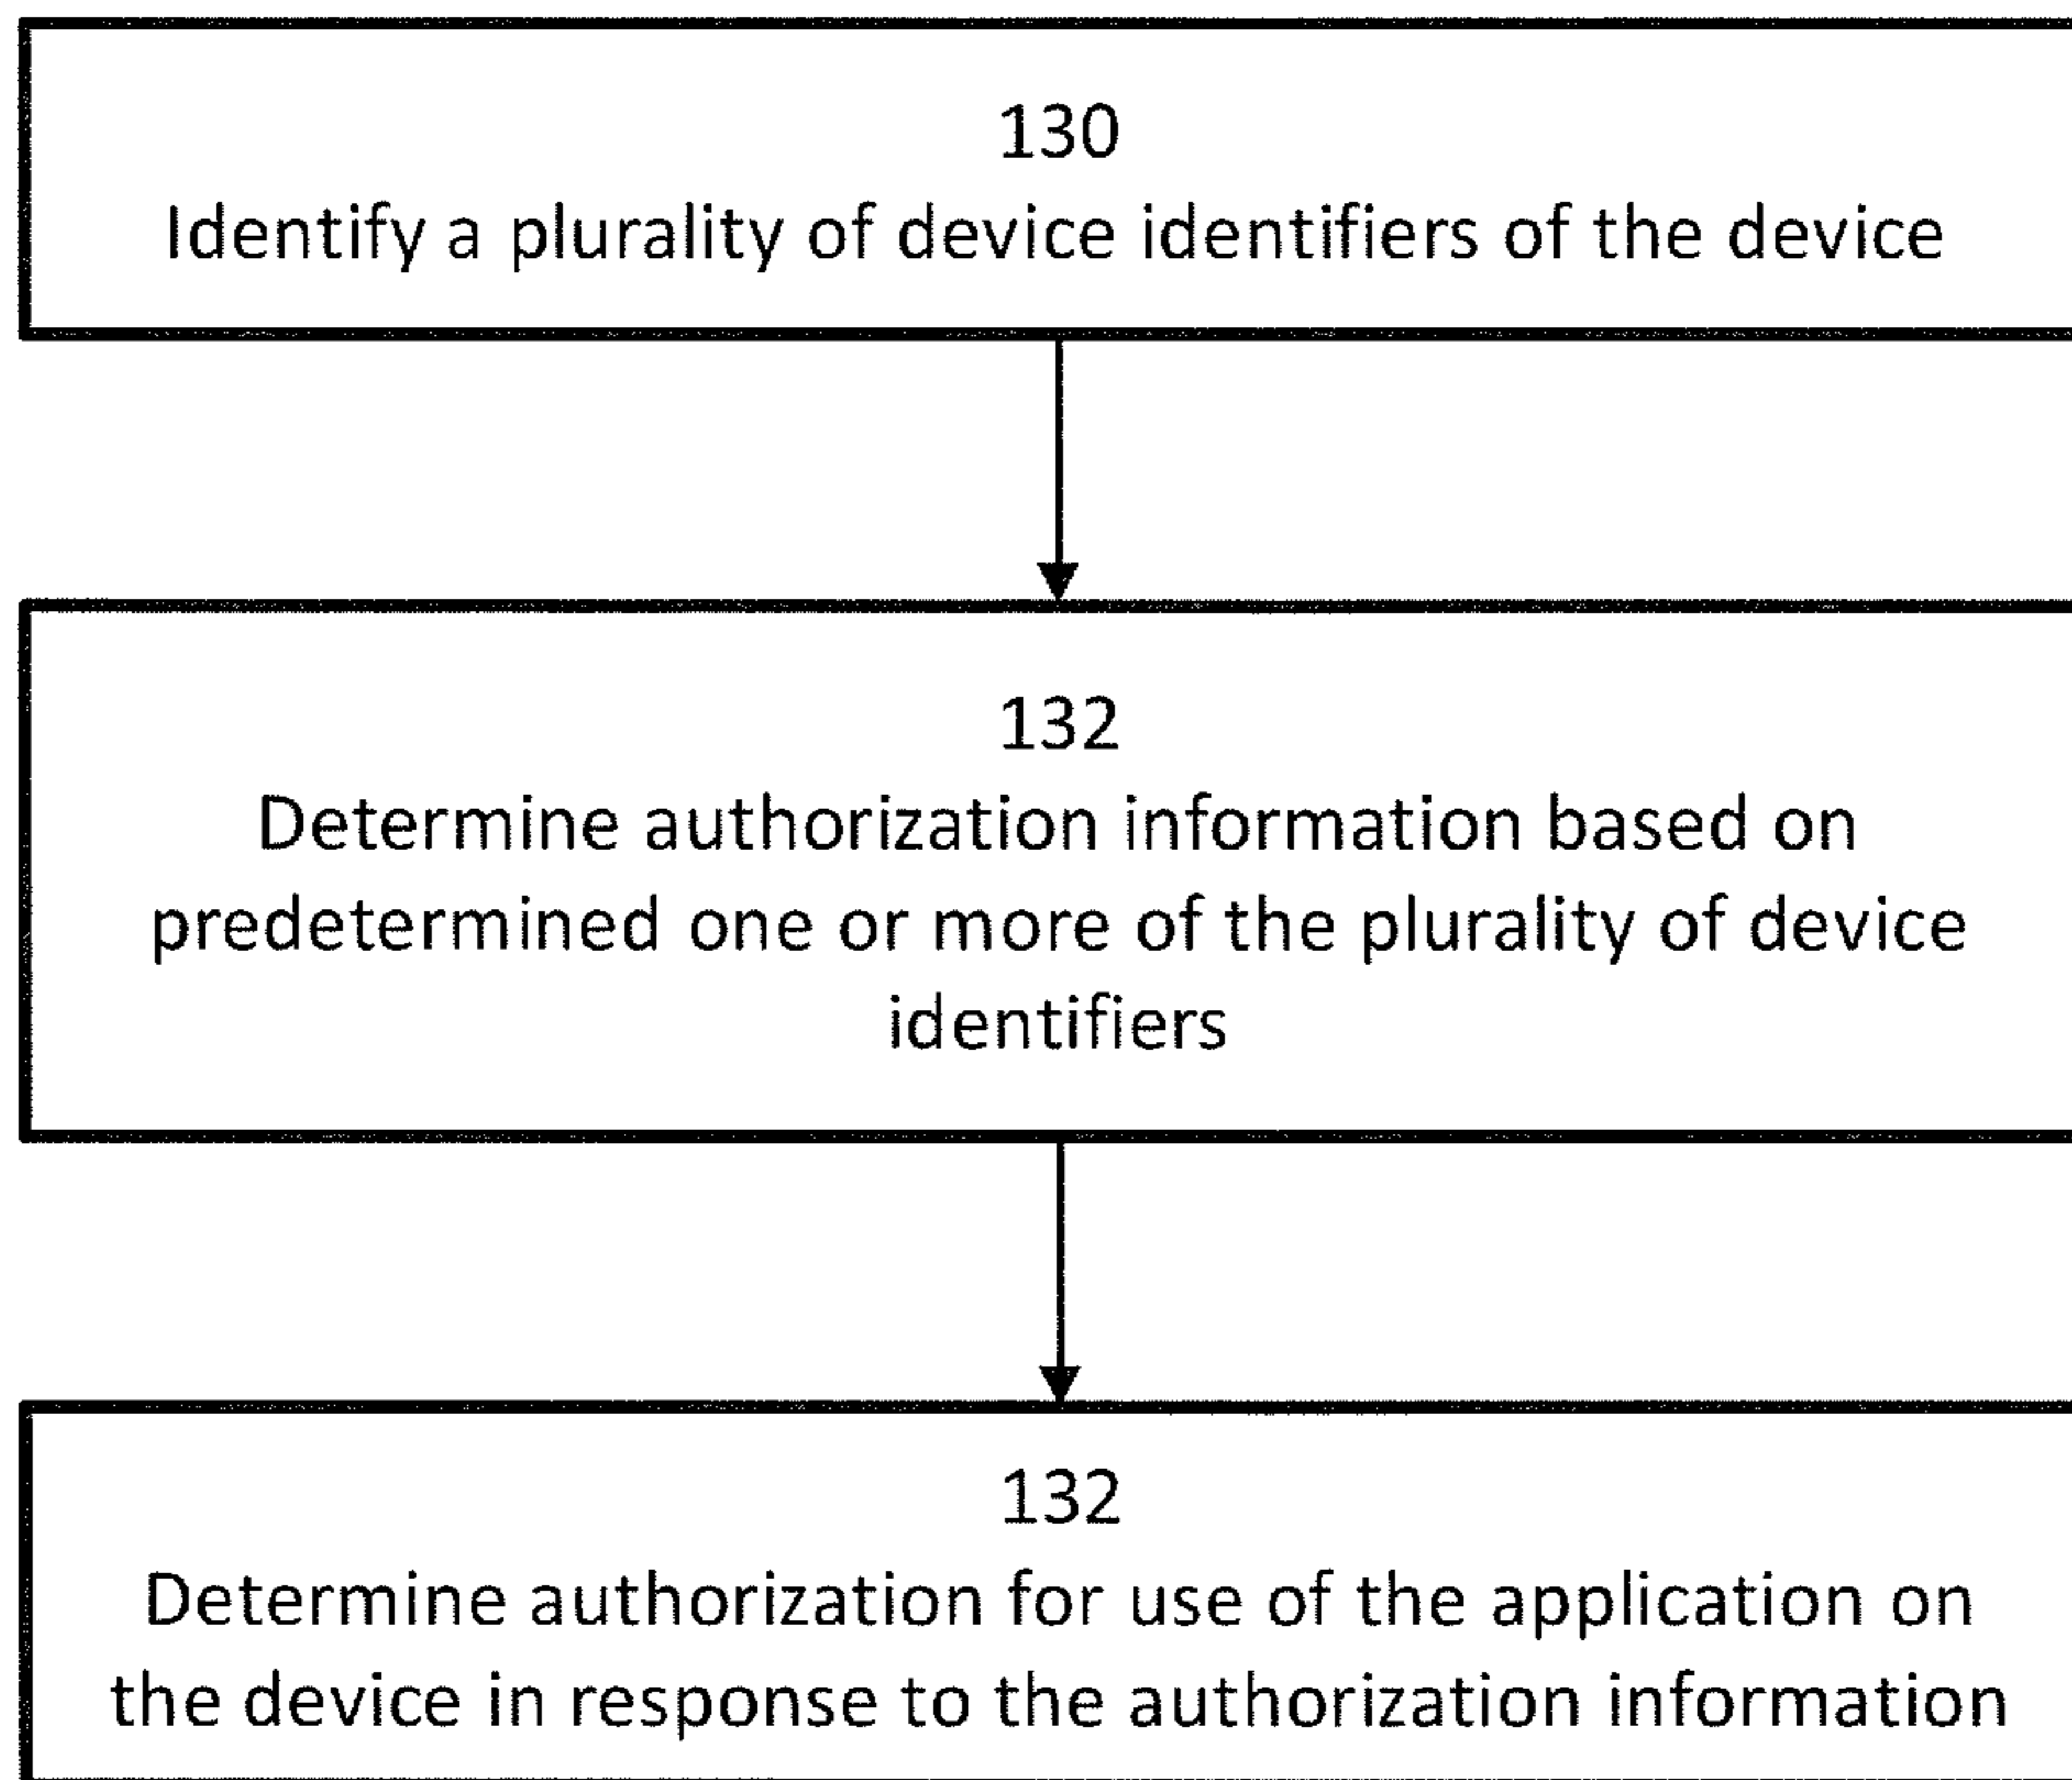 130
Identify a plurality of device identifiers of the device
132
Determine authorization information based on
predetermined one or more of the plurality of device
identifiers
132
Determine authorization for use of the application on
the device in response to the authorization information